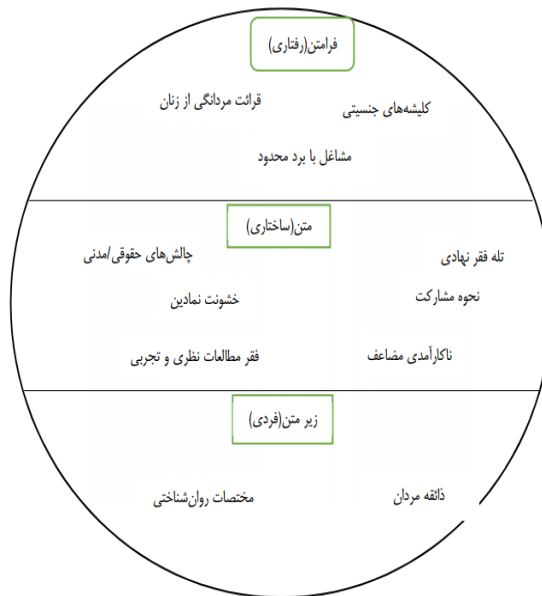 فرامتن(رفتاری)
کلیشه‌های جنسیتی
قرائت مردانگی از زنان
مشاغل با برد محدود
متن(ساختاری)
تله فقر نهادی
چالش‌های حقوقی/مدنی
نحوه مشارکت
خشونت نمادین
ناکارآمدی مضاعف
فقر مطالعات نظری و تجربی
زیر متن(فردی)
ذائقه مردان
مختصات روان‌شناختی